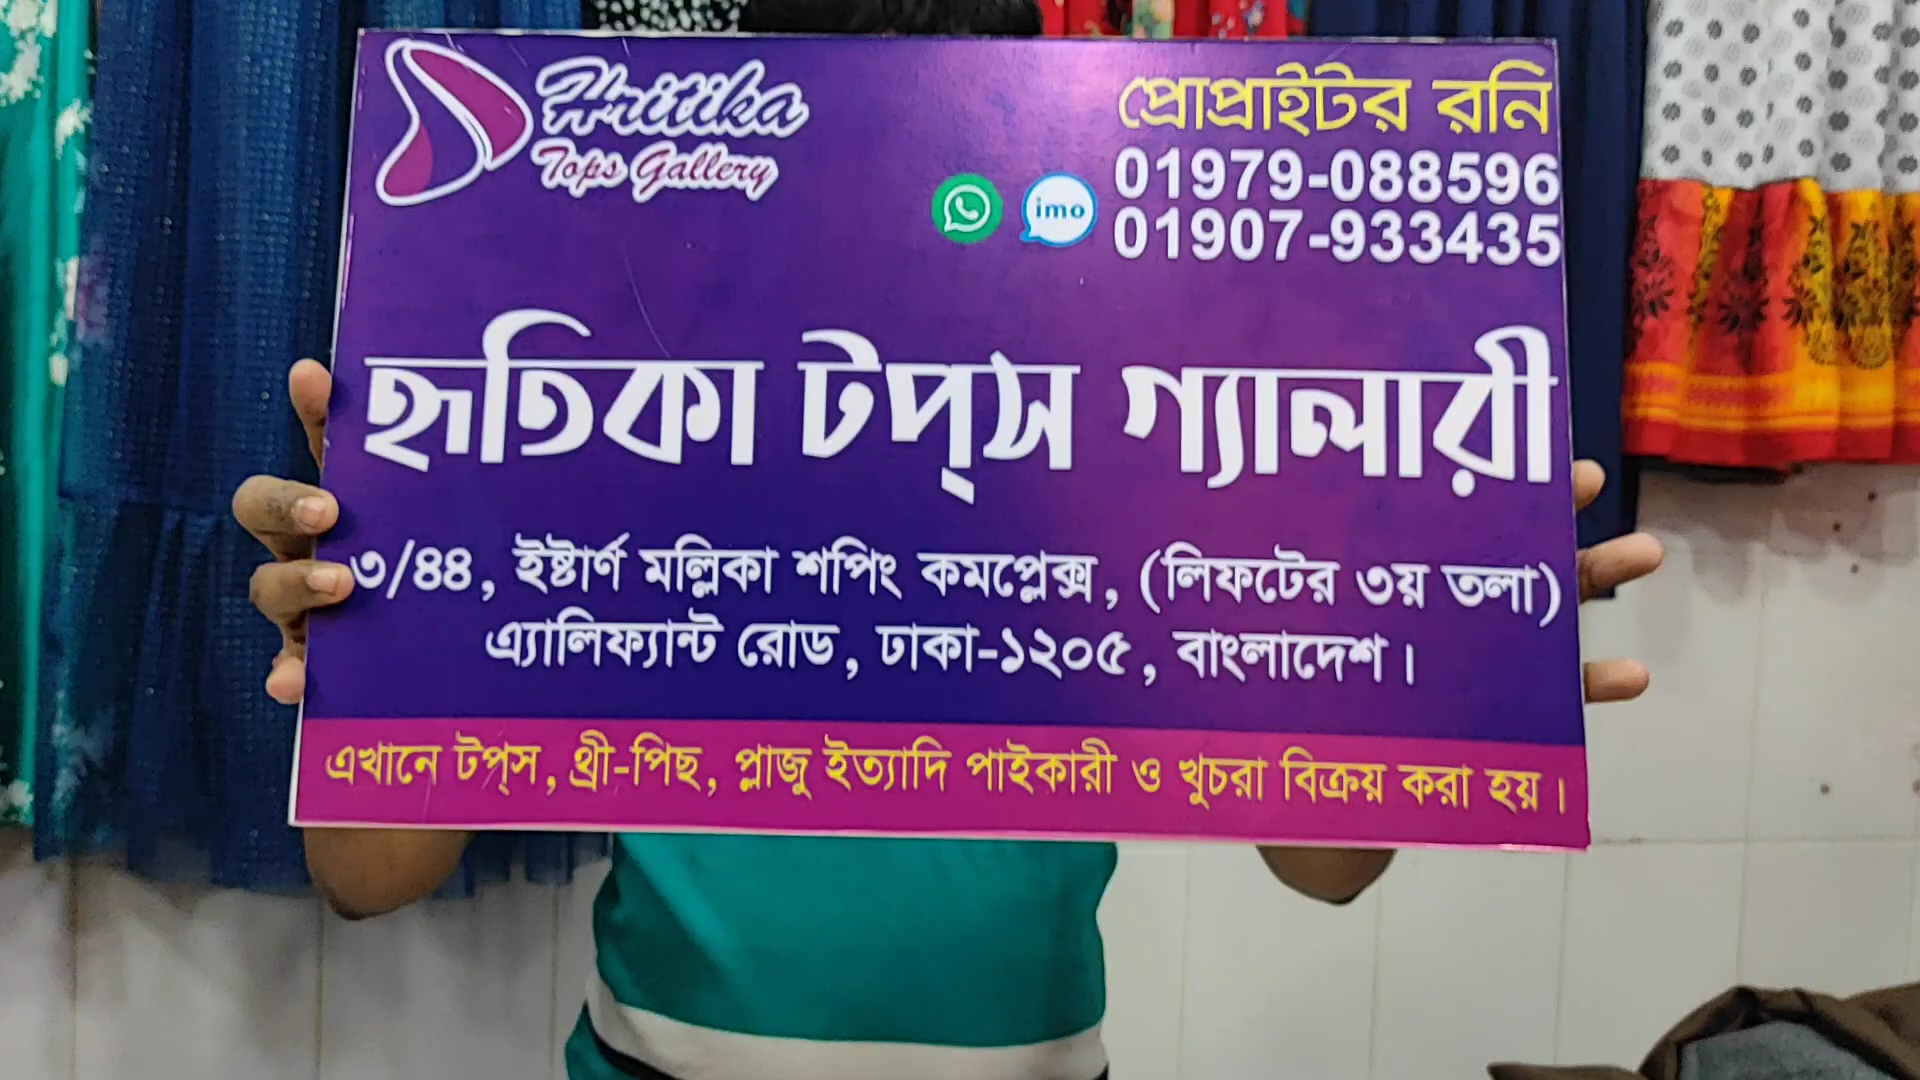 Hritika
Tops Gallery
প্রোপ্রাইটর রনি
01979-088596
imo
01907-933435
হৃতিকা টপ্‌স গ্যালারী
৩/৪৪, ইষ্টার্ণ মল্লিকা শপিং কমপ্লেক্স, (লিফটের ৩য় তলা)
এ্যালিফ্যান্ট রোড, ঢাকা-১২০৫, বাংলাদেশ।
এখানে টপ্‌স, থ্রী-পিছ, প্লাজু ইত্যাদি পাইকারী ও খুচরা বিক্রয় করা হয়।